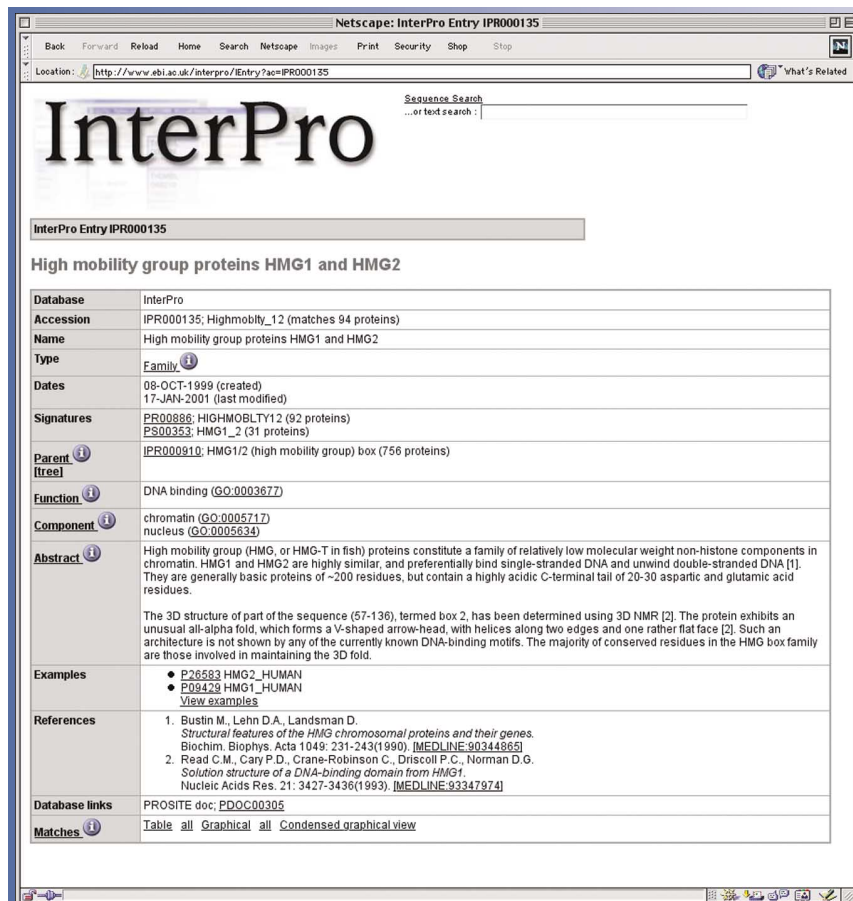 Netscape: InterPro Entry IPR000135
Back Forward Reload Home Search Netscape Images Print Security Shop Stop
Location: http://www.ebi.ac.uk/interpro/IEntry?ac=IPR000135 What's Related
InterPro
Sequence Search
...or text search :
InterPro Entry IPR000135
High mobility group proteins HMG1 and HMG2
Database InterPro
Accession IPR000135; Highmoblty_12 (matches 94 proteins)
Name High mobility group proteins HMG1 and HMG2
Type Family
Dates 08-OCT-1999 (created)
17-JAN-2001 (last modified)
Signatures PR00886; HIGHMOBLTY12 (92 proteins)
PS00353; HMG1_2 (31 proteins)
Parent IPR000910; HMG1/2 (high mobility group) box (756 proteins)
[tree]
Function DNA binding (GO:0003677)
Component chromatin (GO:0005717)
nucleus (GO:0005634)
Abstract High mobility group (HMG, or HMG-T in fish) proteins constitute a family of relatively low molecular weight non-histone components in
chromatin. HMG1 and HMG2 are highly similar, and preferentially bind single-stranded DNA and unwind double-stranded DNA [1].
They are generally basic proteins of ~200 residues, but contain a highly acidic C-terminal tail of 20-30 aspartic and glutamic acid
residues.
The 3D structure of part of the sequence (57-136), termed box 2, has been determined using 3D NMR [2]. The protein exhibits an
unusual all-alpha fold, which forms a V-shaped arrow-head, with helices along two edges and one rather flat face [2]. Such an
architecture is not shown by any of the currently known DNA-binding motifs. The majority of conserved residues in the HMG box family
are those involved in maintaining the 3D fold.
Examples
P26583 HMG2_HUMAN
P09429 HMG1_HUMAN
View examples
References 1. Bustin M., Lehn D.A., Landsman D.
Structural features of the HMG chromosomal proteins and their genes.
Biochim. Biophys. Acta 1049: 231-243(1990). [MEDLINE:90344865]
2. Read C.M., Cary P.D., Crane-Robinson C., Driscoll P.C., Norman D.G.
Solution structure of a DNA-binding domain from HMG1.
Nucleic Acids Res. 21: 3427-3436(1993). [MEDLINE:93347974]
Database links PROSITE doc; PDOC00305
Matches Table all Graphical all Condensed graphical view